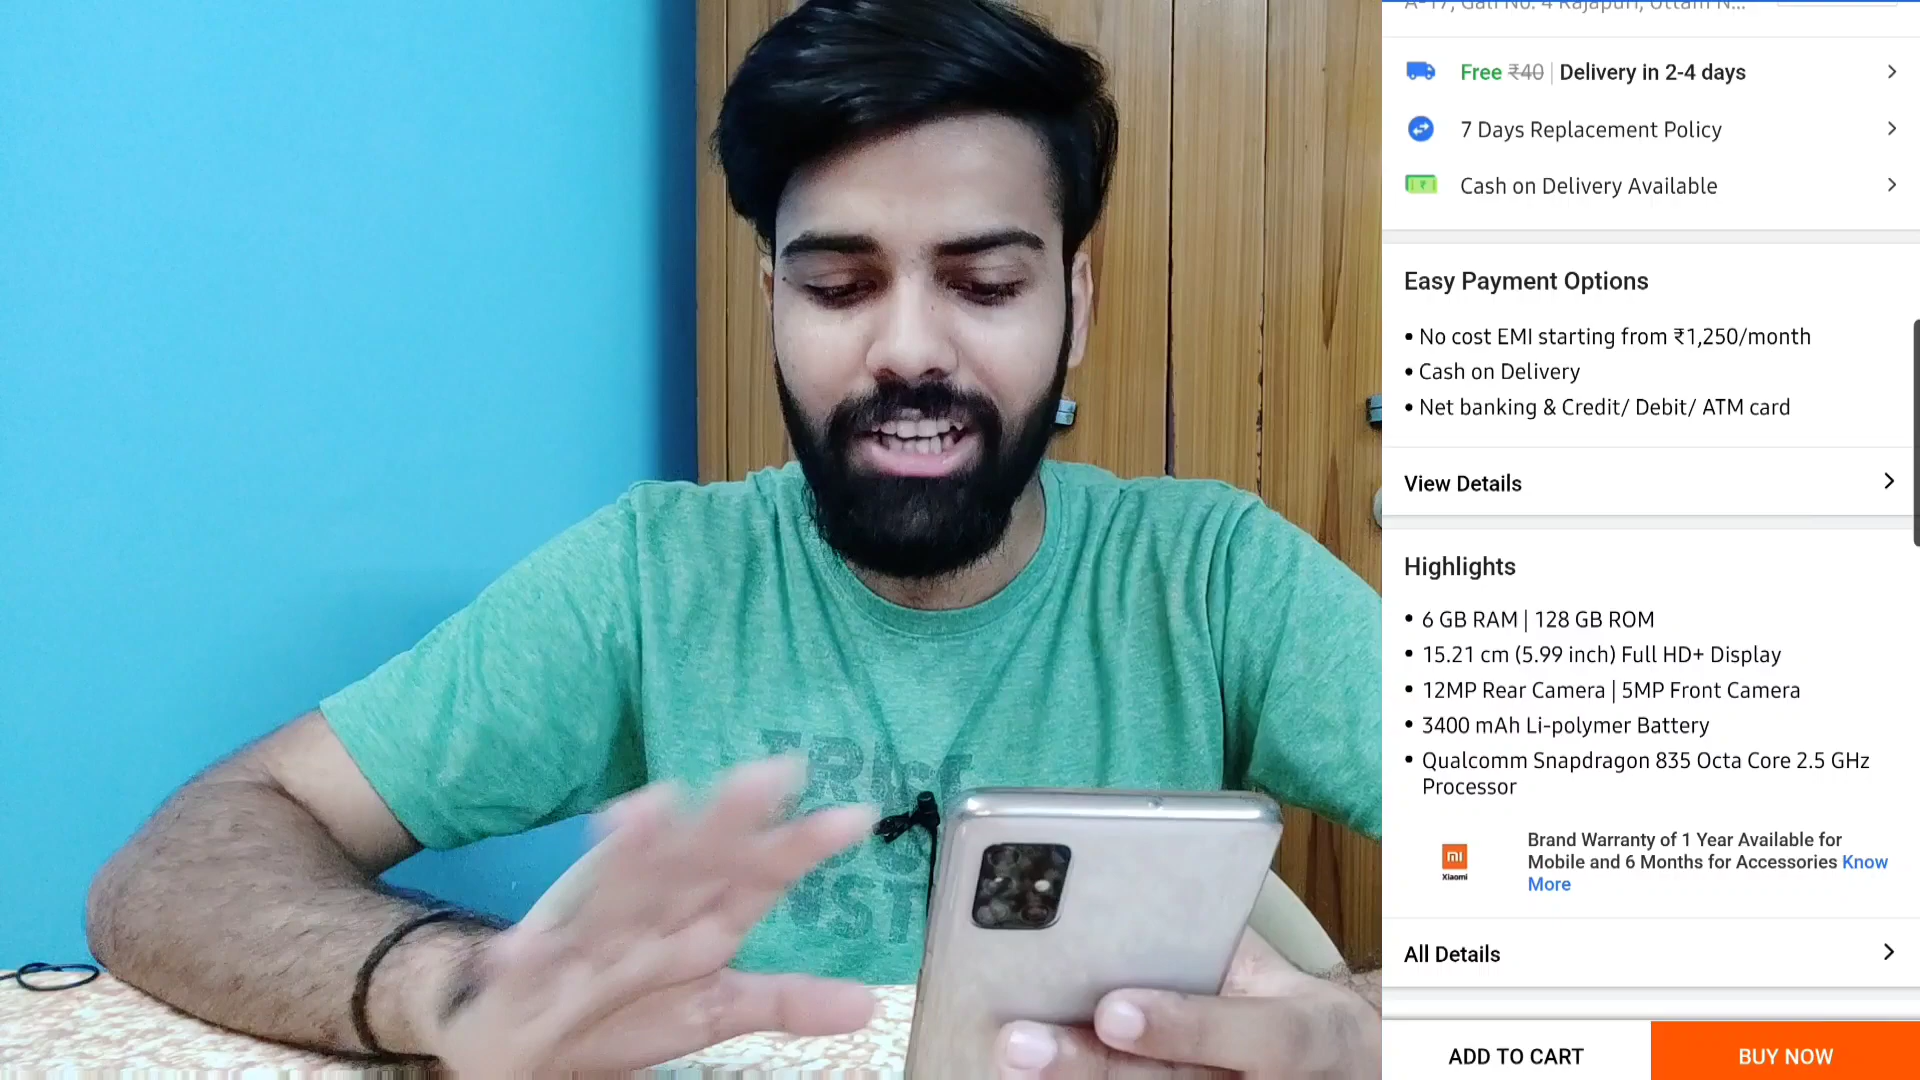 Free ₹40 | Delivery in 2-4 days
7 Days Replacement Policy
Cash on Delivery Available
Easy Payment Options
• No cost EMI starting from ₹1,250/month
• Cash on Delivery
• Net banking & Credit/ Debit/ ATM card
View Details
Highlights
• 6 GB RAM | 128 GB ROM
• 15.21 cm (5.99 inch) Full HD+ Display
• 12MP Rear Camera | 5MP Front Camera
• 3400 mAh Li-polymer Battery
• Qualcomm Snapdragon 835 Octa Core 2.5 GHz
Processor
mi
Xiaomi
Brand Warranty of 1 Year Available for
Mobile and 6 Months for Accessories Know
More
All Details
ADD TO CART
BUY NOW